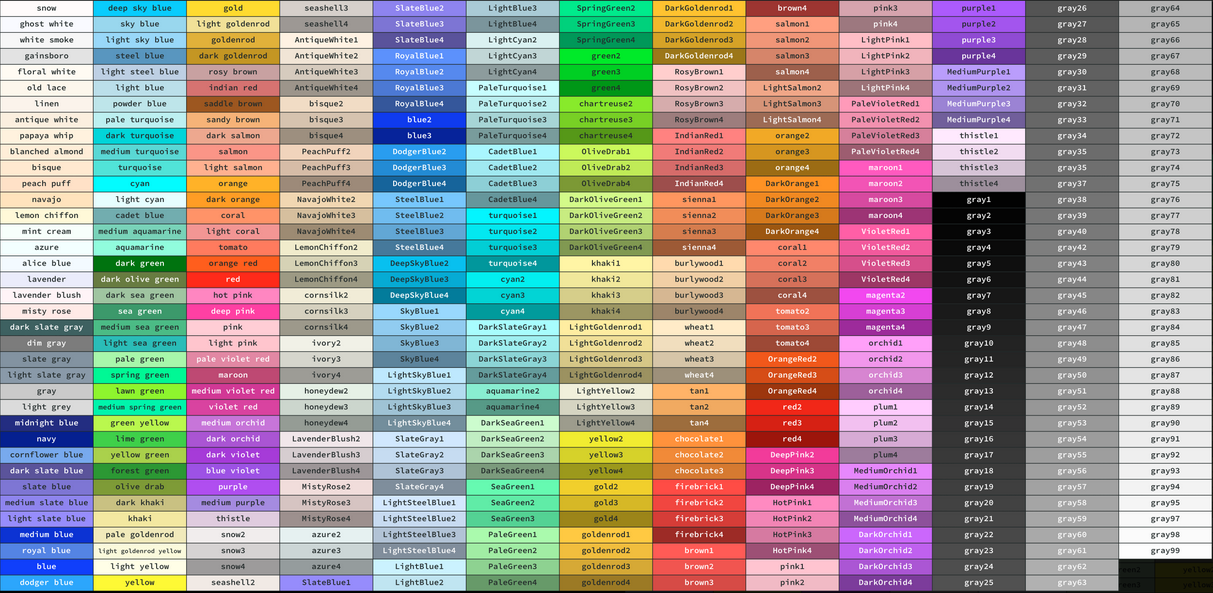 snow
ghost white
white smoke
gainsboro
floral white
old lace
linen
antique white
papaya whip
blanched almond
bisque
peach puff
navajo
lemon chiffon
mint cream
azure
alice blue
lavender
lavender blush
misty rose
dark slate gray
dim gray
slate gray
light slate gray
gray
light grey
midnight blue
navy
cornflower blue
dark slate blue
slate blue
medium slate blue
light slate blue
medium blue
royal blue
blue
dodger blue
deep sky blue
sky blue
light sky blue
steel blue
light steel blue
light blue
powder blue
pale turquoise
dark turquoise
medium turquoise
turquoise
cyan
light cyan
cadet blue
medium aquamarine
aquamarine
dark green
dark olive green
dark sea green
sea green
medium sea green
light sea green
pale green
spring green
lawn green
medium spring green
green yellow
lime green
yellow green
forest green
olive drab
dark khaki
khaki
pale goldenrod
light goldenrod yellow
light yellow
yellow
gold
light goldenrod
goldenrod
dark goldenrod
rosy brown
indian red
saddle brown
sandy brown
dark salmon
salmon
light salmon
orange
dark orange
coral
light coral
tomato
orange red
red
hot pink
deep pink
pink
light pink
pale violet red
maroon
medium violet red
violet red
medium orchid
dark orchid
dark violet
blue violet
purple
medium purple
thistle
snow2
snow3
snow4
seashell2
seashell3
seashell4
AntiqueWhite1
AntiqueWhite2
AntiqueWhite3
AntiqueWhite4
bisque2
bisque3
bisque4
PeachPuff2
PeachPuff3
PeachPuff4
NavajoWhite2
NavajoWhite3
NavajoWhite4
LemonChiffon2
LemonChiffon3
LemonChiffon4
cornsilk2
cornsilk3
cornsilk4
ivory2
ivory3
ivory4
honeydew2
honeydew3
honeydew4
LavenderBlush2
LavenderBlush3
LavenderBlush4
MistyRose2
MistyRose3
MistyRose4
azure2
azure3
azure4
SlateBlue1
SlateBlue2
SlateBlue3
SlateBlue4
RoyalBlue1
RoyalBlue2
RoyalBlue3
RoyalBlue4
blue2
blue3
DodgerBlue2
DodgerBlue3
DodgerBlue4
SteelBlue1
SteelBlue2
SteelBlue3
SteelBlue4
DeepSkyBlue2
DeepSkyBlue3
DeepSkyBlue4
SkyBlue1
SkyBlue2
SkyBlue3
SkyBlue4
LightSkyBlue1
LightSkyBlue2
LightSkyBlue3
LightSkyBlue4
SlateGray1
SlateGray2
SlateGray3
SlateGray4
LightSteelBlue1
LightSteelBlue2
LightSteelBlue3
LightSteelBlue4
LightBlue1
LightBlue2
LightBlue3
LightBlue4
LightCyan2
LightCyan3
LightCyan4
PaleTurquoise1
PaleTurquoise2
PaleTurquoise3
PaleTurquoise4
CadetBlue1
CadetBlue2
CadetBlue3
CadetBlue4
turquoise1
turquoise2
turquoise3
turquoise4
cyan2
cyan3
cyan4
DarkSlateGray1
DarkSlateGray2
DarkSlateGray3
DarkSlateGray4
aquamarine2
aquamarine4
DarkSeaGreen1
DarkSeaGreen2
DarkSeaGreen3
DarkSeaGreen4
SeaGreen1
SeaGreen2
SeaGreen3
PaleGreen1
PaleGreen2
PaleGreen3
PaleGreen4
SpringGreen2
SpringGreen3
SpringGreen4
green2
green3
green4
chartreuse2
chartreuse3
chartreuse4
OliveDrab1
OliveDrab2
OliveDrab4
DarkOliveGreen1
DarkOliveGreen2
DarkOliveGreen3
DarkOliveGreen4
khaki1
khaki2
khaki3
khaki4
LightGoldenrod1
LightGoldenrod2
LightGoldenrod3
LightGoldenrod4
LightYellow2
LightYellow3
LightYellow4
yellow2
yellow3
yellow4
gold2
gold3
gold4
goldenrod1
goldenrod2
goldenrod3
goldenrod4
DarkGoldenrod1
DarkGoldenrod2
DarkGoldenrod3
DarkGoldenrod4
RosyBrown1
RosyBrown2
RosyBrown3
RosyBrown4
IndianRed1
IndianRed2
IndianRed3
IndianRed4
sienna1
sienna2
sienna3
sienna4
burlywood1
burlywood2
burlywood3
burlywood4
wheat1
wheat2
wheat3
wheat4
tan1
tan2
tan4
chocolate1
chocolate2
chocolate3
firebrick1
firebrick2
firebrick3
firebrick4
brown1
brown2
brown3
brown4
salmon1
salmon2
salmon3
salmon4
LightSalmon2
LightSalmon3
LightSalmon4
orange2
orange3
orange4
DarkOrange1
DarkOrange2
DarkOrange3
DarkOrange4
coral1
coral2
coral3
coral4
tomato2
tomato3
tomato4
OrangeRed2
OrangeRed3
OrangeRed4
red2
red3
red4
DeepPink2
DeepPink3
DeepPink4
HotPink1
HotPink2
HotPink3
HotPink4
pink1
pink2
pink3
pink4
LightPink1
LightPink2
LightPink3
LightPink4
PaleVioletRed1
PaleVioletRed2
PaleVioletRed3
PaleVioletRed4
maroon1
maroon2
maroon3
maroon4
VioletRed1
VioletRed2
VioletRed3
VioletRed4
magenta2
magenta3
magenta4
orchid1
orchid2
orchid3
orchid4
plum1
plum2
plum3
plum4
MediumOrchid1
MediumOrchid2
MediumOrchid3
MediumOrchid4
DarkOrchid1
DarkOrchid2
DarkOrchid3
DarkOrchid4
purple1
purple2
purple3
purple4
MediumPurple1
MediumPurple2
MediumPurple3
MediumPurple4
thistle1
thistle2
thistle3
thistle4
gray1
gray2
gray3
gray4
gray5
gray6
gray7
gray8
gray9
gray10
gray11
gray12
gray13
gray14
gray15
gray16
gray17
gray18
gray19
gray20
gray21
gray22
gray23
gray24
gray25
gray26
gray27
gray28
gray29
gray30
gray31
gray32
gray33
gray34
gray35
gray35
gray37
gray38
gray39
gray40
gray42
gray43
gray44
gray45
gray46
gray47
gray48
gray49
gray50
gray51
gray52
gray53
gray54
gray55
gray56
gray57
gray58
gray59
gray60
gray61
gray62
gray63
gray64
gray65
gray66
gray67
gray68
gray69
gray70
gray71
gray72
gray73
gray74
gray75
gray76
gray77
gray78
gray79
gray80
gray81
gray82
gray83
gray84
gray85
gray86
gray87
gray88
gray89
gray90
gray91
gray92
gray93
gray94
gray95
gray97
gray98
gray99